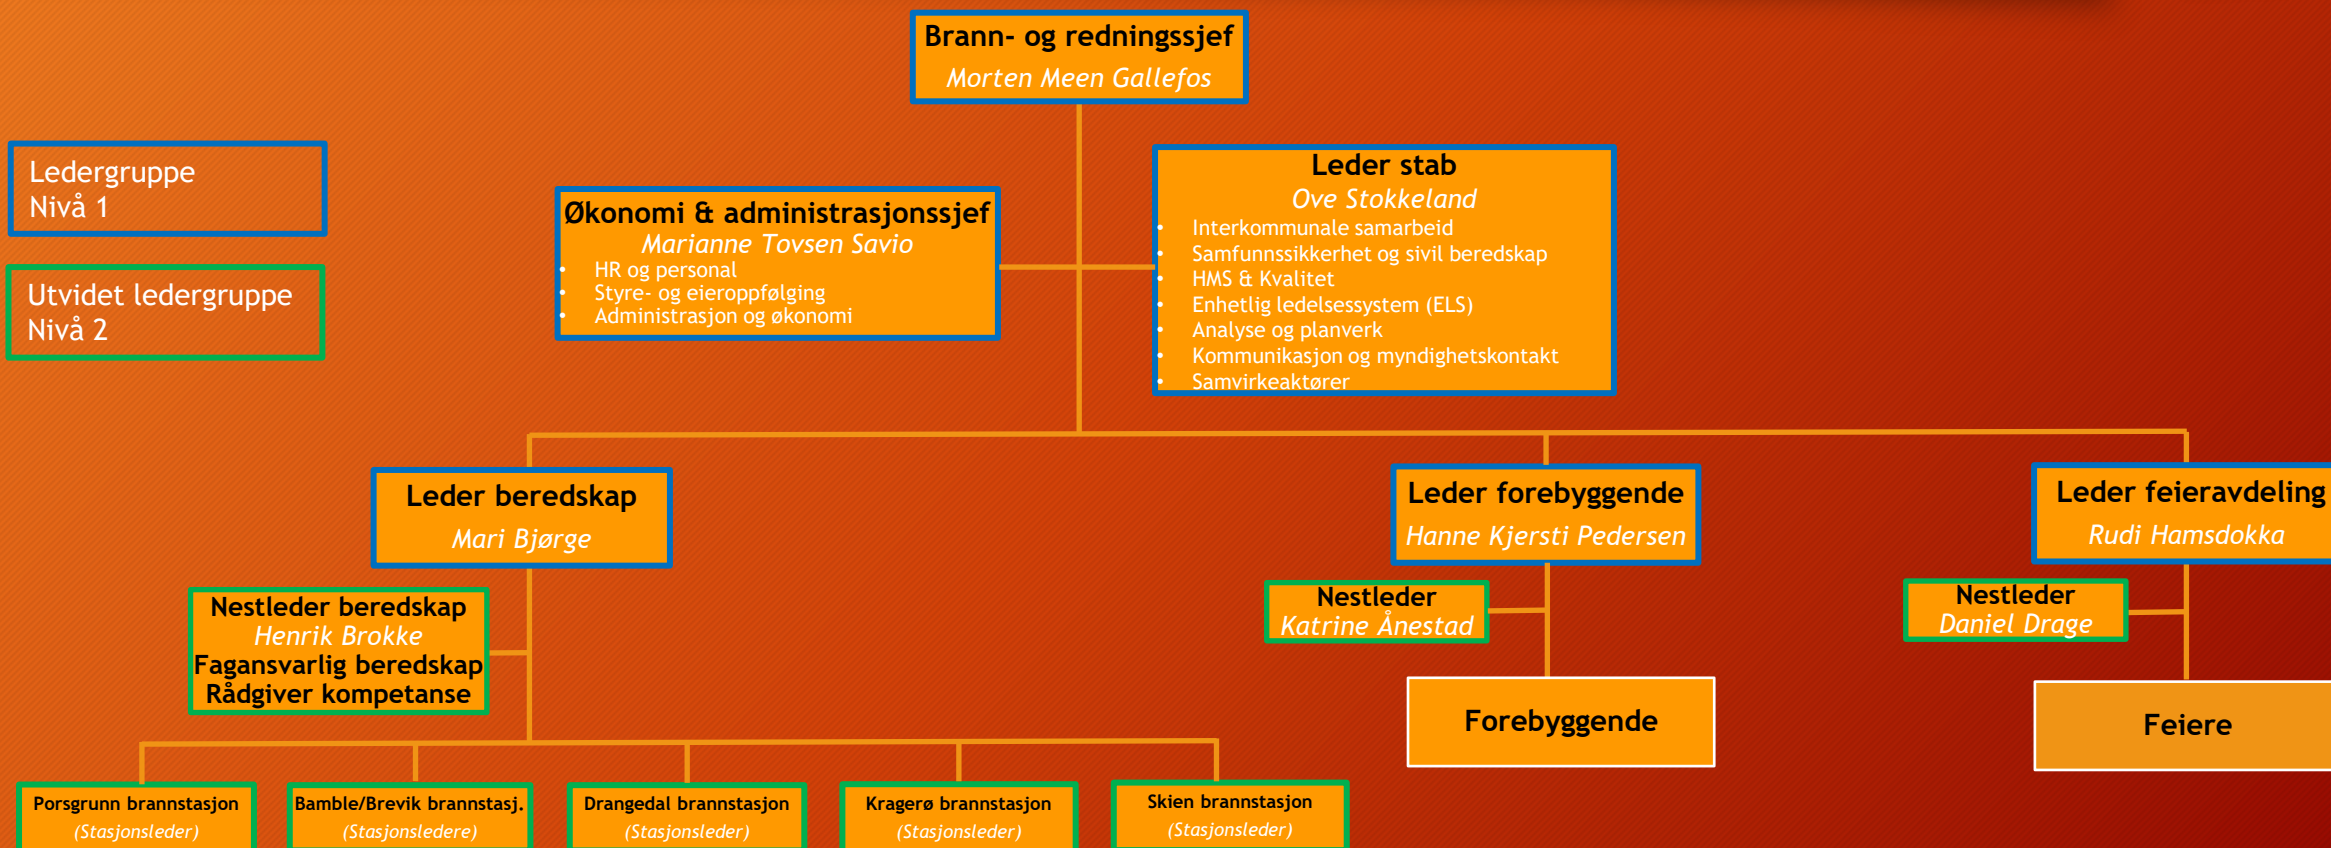 Brann- og redningssjef
Morten Meen Gallefos
Ledergruppe
Nivå 1
Utvidet ledergruppe
Nivå 2
Økonomi & administrasjonssjef
Marianne Tovsen Savio
• HR og personal
• Styre- og eieroppfølging
• Administrasjon og økonomi
Leder stab
Ove Stokkeland
• Interkommunale samarbeid
• Samfunnssikkerhet og sivil beredskap
• HMS & Kvalitet
• Enhetlig ledelsessystem (ELS)
• Analyse og planverk
• Kommunikasjon og myndighetskontakt
• Samvirkeaktører
Leder beredskap
Mari Bjørge
Leder forebyggende
Hanne Kjersti Pedersen
Leder feieravdeling
Rudi Hamsdokka
Nestleder beredskap
Henrik Brokke
Fagansvarlig beredskap
Rådgiver kompetanse
Nestleder
Katrine Ånestad
Nestleder
Daniel Drage
Forebyggende
Feiere
Porsgrunn brannstasjon
(Stasjonsleder)
Bamble/Brevik brannstasj.
(Stasjonsledere)
Drangedal brannstasjon
(Stasjonsleder)
Kragerø brannstasjon
(Stasjonsleder)
Skien brannstasjon
(Stasjonsleder)